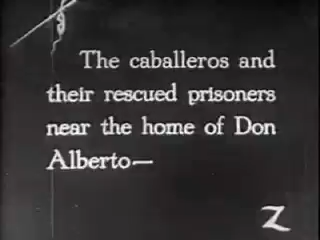 The caballeros and
their rescued prisoners
near the home of Don
Alberto—
Z